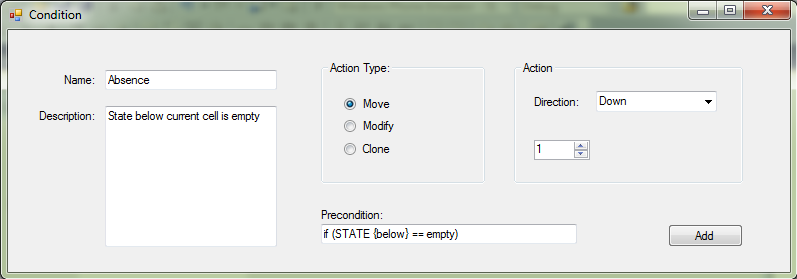 Condition
Name:
Absence
Description:
State below current cell is empty
Action Type:
Move
Modify
Clone
Action
Direction:
Down
1
Precondition:
if (STATE {below} == empty)
Add